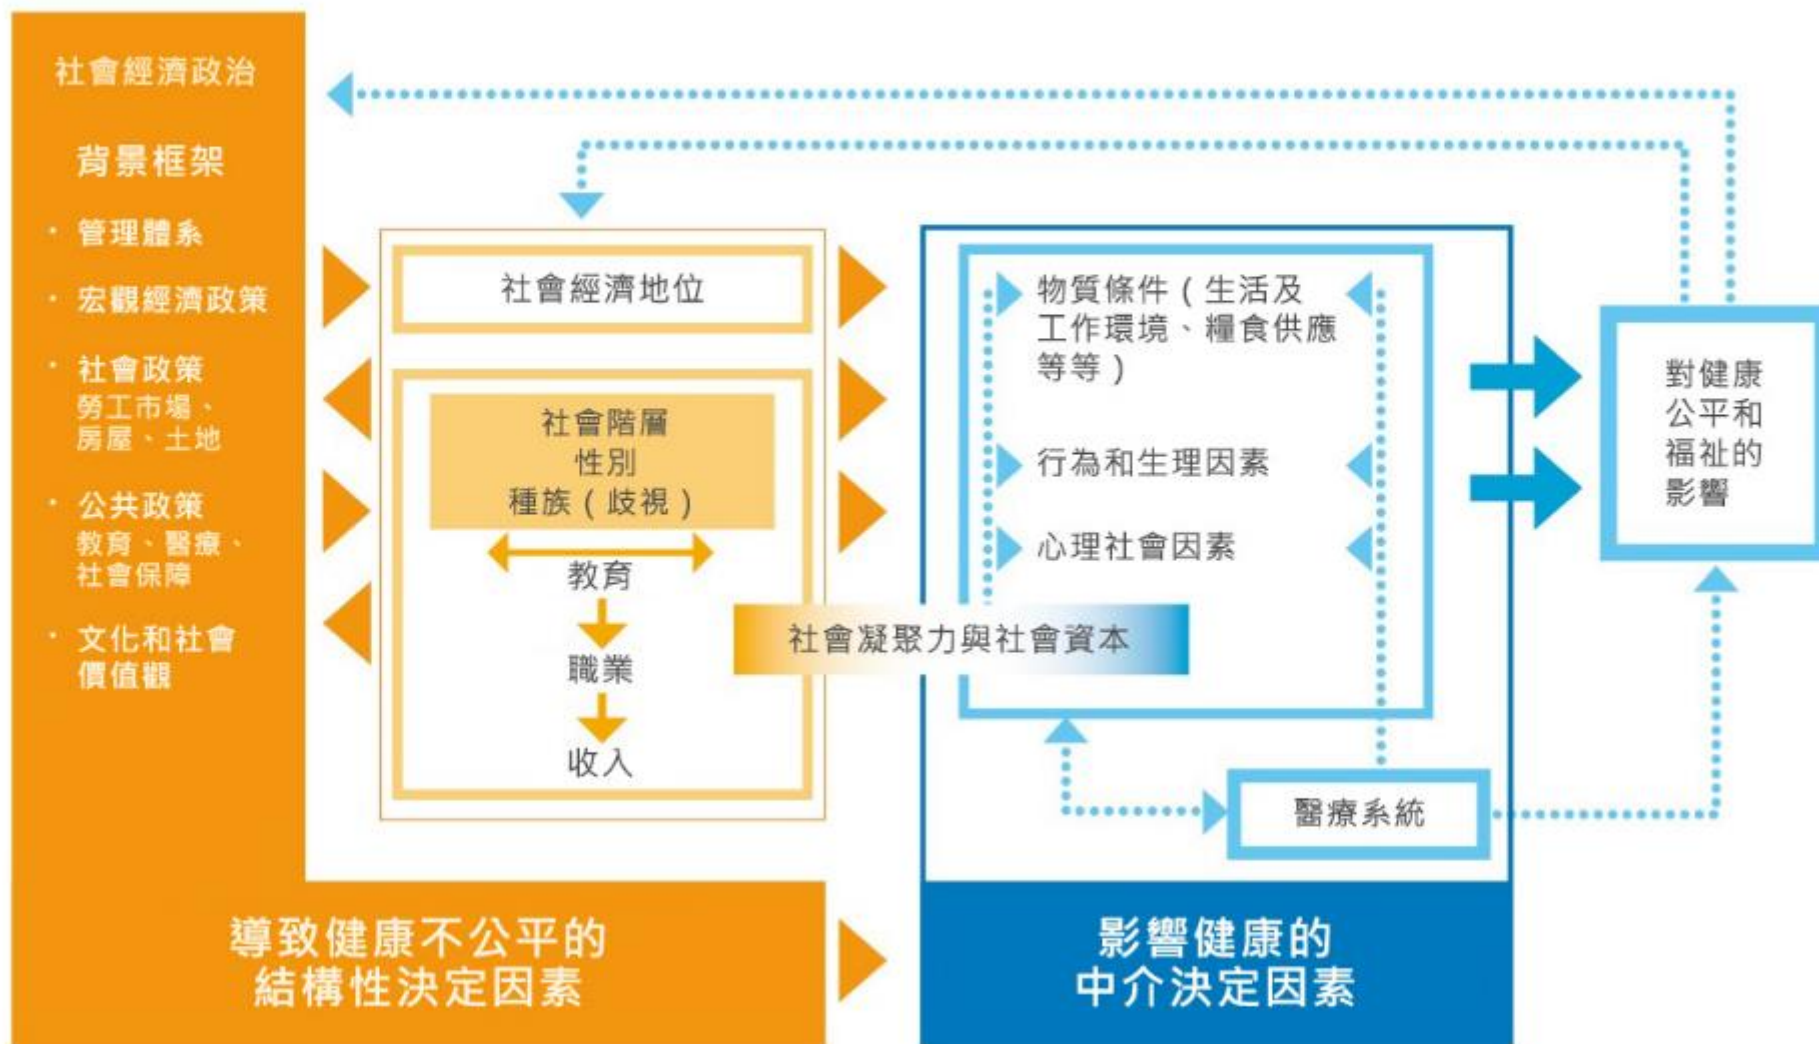 社會經濟政治
背景框架
· 管理體系
· 宏觀經濟政策
· 社會政策
勞工市場、
房屋、土地
· 公共政策
教育、醫療、
社會保障
· 文化和社會
價值觀
社會經濟地位
社會階層
性別
種族（歧視）
教育
職業
收入
社會凝聚力與社會資本
物質條件（生活及
工作環境、糧食供應
等等）
行為和生理因素
心理社會因素
醫療系統
對健康
公平和
福祉的
影響
導致健康不公平的
結構性決定因素
影響健康的
中介決定因素